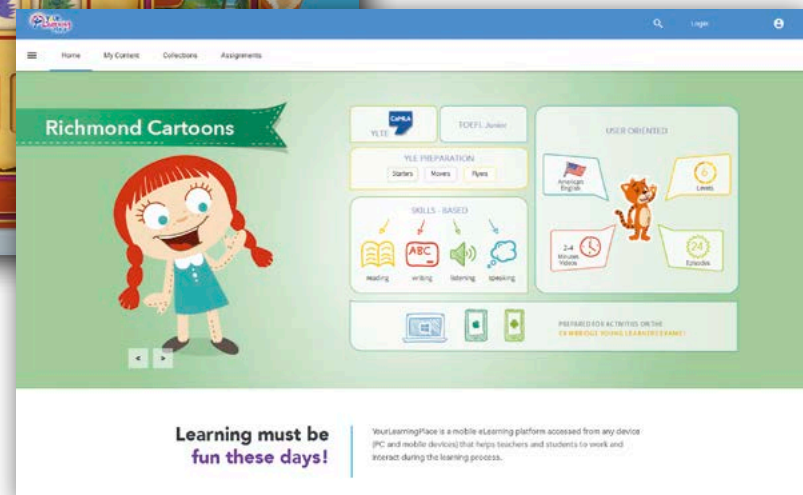 Your
Learning
Login
Home My Content Collections Assignments
Richmond Cartoons
CaMLA
YLTE
TOEFL Junior
YLE PREPARATION
Starters Movers Flyers
SKILLS - BASED
ABC
reading writing listening speaking
USER ORIENTED
American
English
6
Levels
2-4
Minutes
Videos
24
Episodes
PREPARED FOR ACTIVITIES ON THE
CAMBRIDGE YOUNG LEARNERS EXAMS!
< >
Learning must be
fun these days!
YourLearningPlace is a mobile eLearning platform accessed from any device
(PC and mobile devices) that helps teachers and students to work and
interact during the learning process.